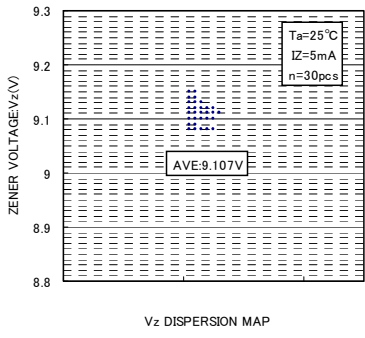 9.3
9.2
9.1
9
8.9
8.8
ZENER VOLTAGE:Vz(V)
Ta=25°C
IZ=5mA
n=30pcs
AVE:9.107V
Vz DISPERSION MAP